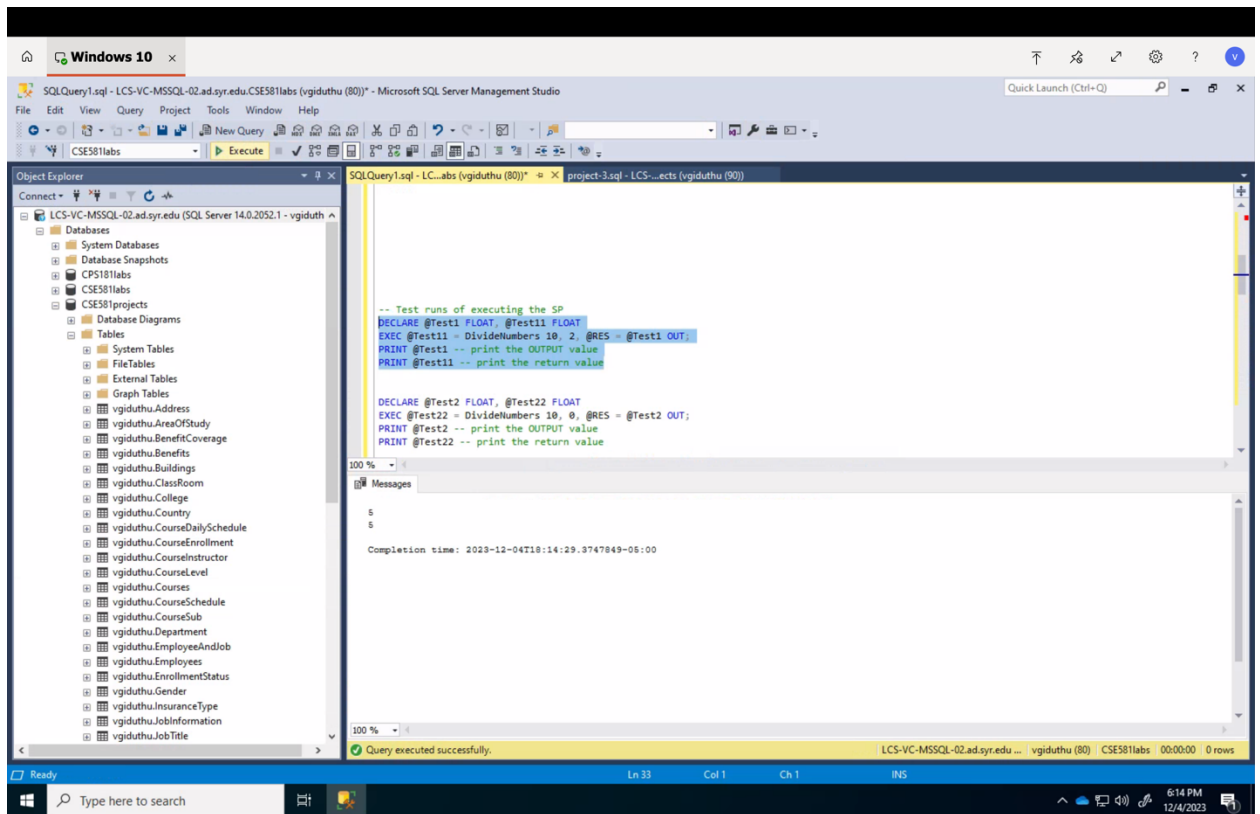 Windows 10 ×
? V
SQLQuery1.sql - LCS-VC-MSSQL-02.ad.syr.edu.CSE581labs (vgiduthu (80))* - Microsoft SQL Server Management Studio
Quick Launch (Ctrl+Q)
File Edit View Query Project Tools Window Help
New Query
CSE581labs
Execute
Object Explorer
SQLQuery1.sql - LC...abs (vgiduthu (80))*
project-3.sql - LCS-...ects (vgiduthu (90))
Connect
LCS-VC-MSSQL-02.ad.syr.edu (SQL Server 14.0.2052.1 - vgiduth
Databases
System Databases
Database Snapshots
CPS181labs
CSE581labs
CSE581projects
Database Diagrams
Tables
System Tables
FileTables
External Tables
Graph Tables
vgiduthu.Address
vgiduthu.AreaOfStudy
vgiduthu.BenefitCoverage
vgiduthu.Benefits
vgiduthu.Buildings
vgiduthu.ClassRoom
vgiduthu.College
vgiduthu.Country
vgiduthu.CourseDailySchedule
vgiduthu.CourseEnrollment
vgiduthu.CourseInstructor
vgiduthu.CourseLevel
vgiduthu.Courses
vgiduthu.CourseSchedule
vgiduthu.CourseSub
vgiduthu.Department
vgiduthu.EmployeeAndJob
vgiduthu.Employees
vgiduthu.EnrollmentStatus
vgiduthu.Gender
vgiduthu.InsuranceType
vgiduthu.JobInformation
vgiduthu.JobTitle
-- Test runs of executing the SP
DECLARE @Test1 FLOAT, @Test11 FLOAT
EXEC @Test11 = DivideNumbers 10, 2, @RES = @Test1 OUT;
PRINT @Test1 -- print the OUTPUT value
PRINT @Test11 -- print the return value
DECLARE @Test2 FLOAT, @Test22 FLOAT
EXEC @Test22 = DivideNumbers 10, 0, @RES = @Test2 OUT;
PRINT @Test2 -- print the OUTPUT value
PRINT @Test22 -- print the return value
100 %
Messages
5
5
Completion time: 2023-12-04T18:14:29.3747849-05:00
100 %
Query executed successfully.
LCS-VC-MSSQL-02.ad.syr.edu ... vgiduthu (80) CSE581labs 00:00:00 0 rows
Ready
Ln 33 Col 1 Ch 1 INS
Type here to search
6:14 PM
12/4/2023